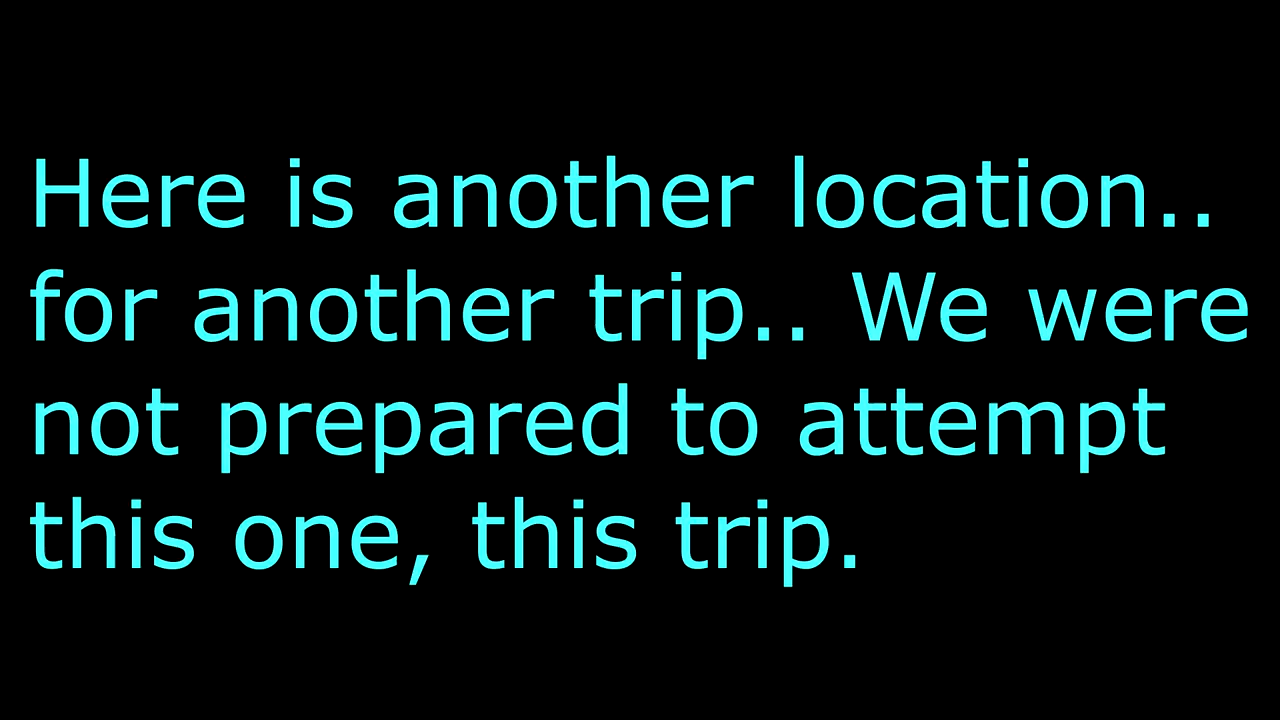 Here is another location..
for another trip.. We were
not prepared to attempt
this one, this trip.